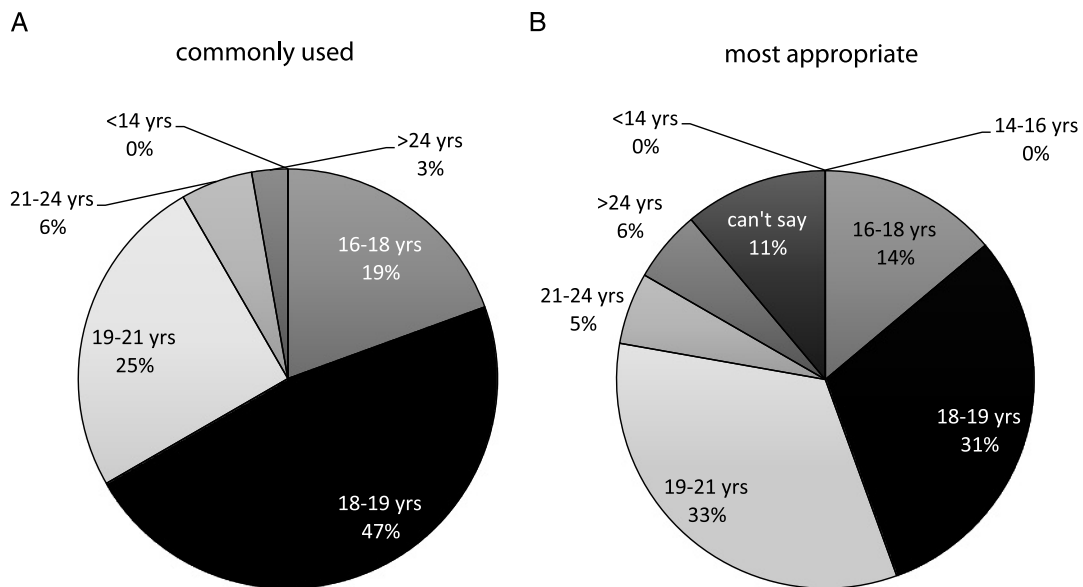 A
commonly used
<14 yrs
0%
>24 yrs
3%
21-24 yrs
6%
16-18 yrs
19%
19-21 yrs
25%
18-19 yrs
47%
B
most appropriate
<14 yrs
0%
14-16 yrs
0%
>24 yrs
6%
can't say
11%
16-18 yrs
14%
21-24 yrs
5%
18-19 yrs
31%
19-21 yrs
33%